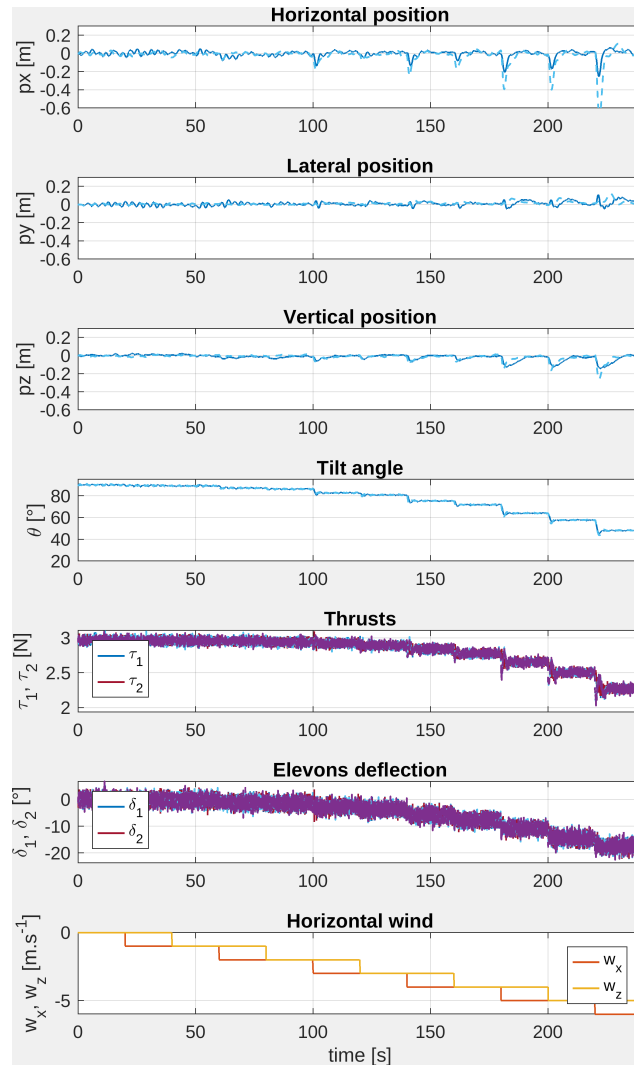 Horizontal position
px [m]
0.2
0
-0.2
-0.4
-0.6
0 50 100 150 200
Lateral position
py [m]
0.2
0
-0.2
-0.4
-0.6
0 50 100 150 200
Vertical position
pz [m]
0.2
0
-0.2
-0.4
-0.6
0 50 100 150 200
Tilt angle
θ [°]
80
60
40
20
0 50 100 150 200
Thrusts
τ1, τ2 [N]
3
2.5
2
τ1
τ2
0 50 100 150 200
Elevons deflection
δ1, δ2 [°]
0
-10
-20
δ1
δ2
0 50 100 150 200
Horizontal wind
wx, wz [m.s-1]
0
-5
wx
wz
0 50 100 150 200
time [s]